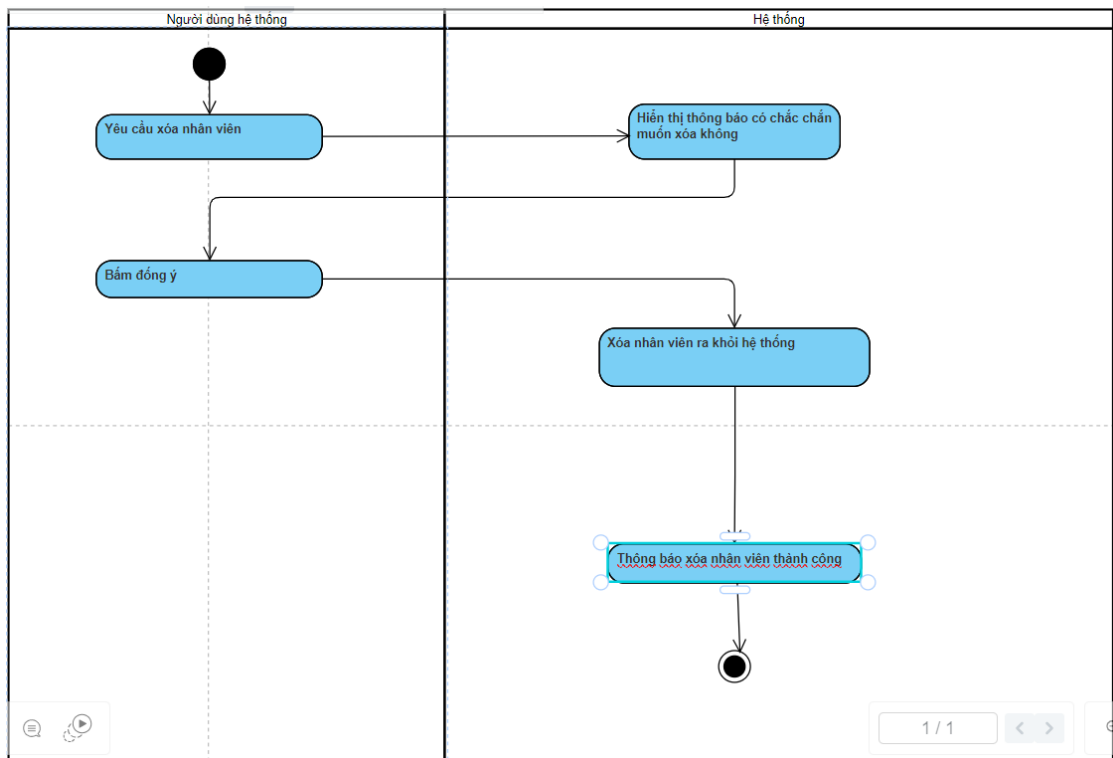 Người dùng hệ thống
Hệ thống
Yêu cầu xóa nhân viên
Hiển thị thông báo có chắc chắn
muốn xóa không
Bấm đồng ý
Xóa nhân viên ra khỏi hệ thống
Thông báo xóa nhân viên thành công
1 / 1